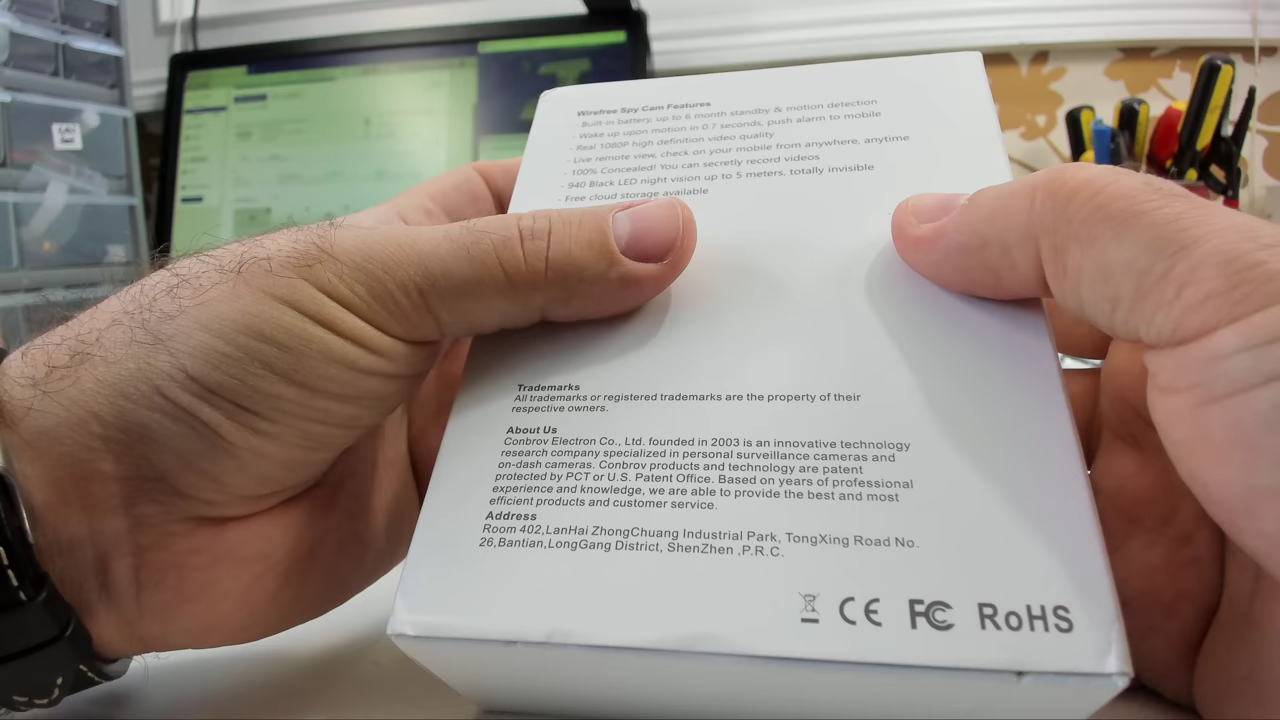 Wirefree Spy Cam Features
- Built-in battery, up to 6 month standby & motion detection
- Wake up upon motion in 0.7 seconds, push alarm to mobile
- Real 1080P high definition video quality
- Live remote view, check on your mobile from anywhere, anytime
- 100% Concealed! You can secretly record videos
- 940 Black LED night vision up to 5 meters, totally invisible
- Free cloud storage available
Trademarks
All trademarks or registered trademarks are the property of their
respective owners.
About Us
Conbrov Electron Co., Ltd. founded in 2003 is an innovative technology
research company specialized in personal surveillance cameras and
on-dash cameras. Conbrov products and technology are patent
protected by PCT or U.S. Patent Office. Based on years of professional
experience and knowledge, we are able to provide the best and most
efficient products and customer service.
Address
Room 402,LanHai ZhongChuang Industrial Park, TongXing Road No.
26,Bantian,LongGang District, ShenZhen ,P.R.C.
CE FC RoHS